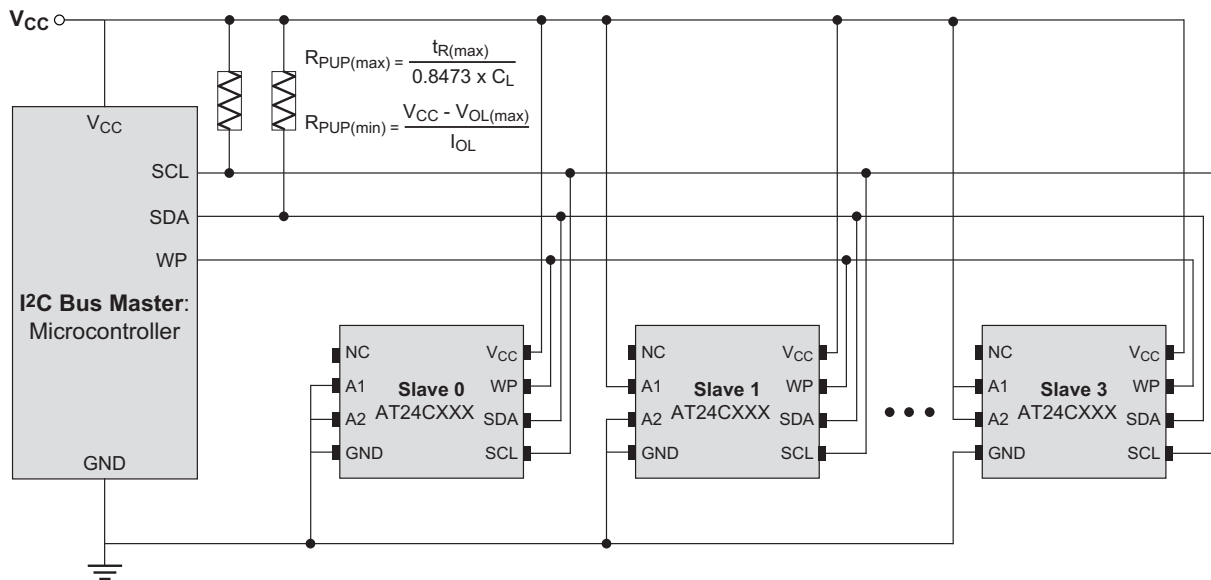 VCC
RPUP(max) = tR(max) / 0.8473 x CL
RPUP(min) = VCC - VOL(max) / IOL
VCC
SCL
SDA
WP
I2C Bus Master:
Microcontroller
GND
NC
A1
A2
GND
Slave 0
AT24CXXX
VCC
WP
SDA
SCL
NC
A1
A2
GND
Slave 1
AT24CXXX
VCC
WP
SDA
SCL
NC
A1
A2
GND
Slave 3
AT24CXXX
VCC
WP
SDA
SCL